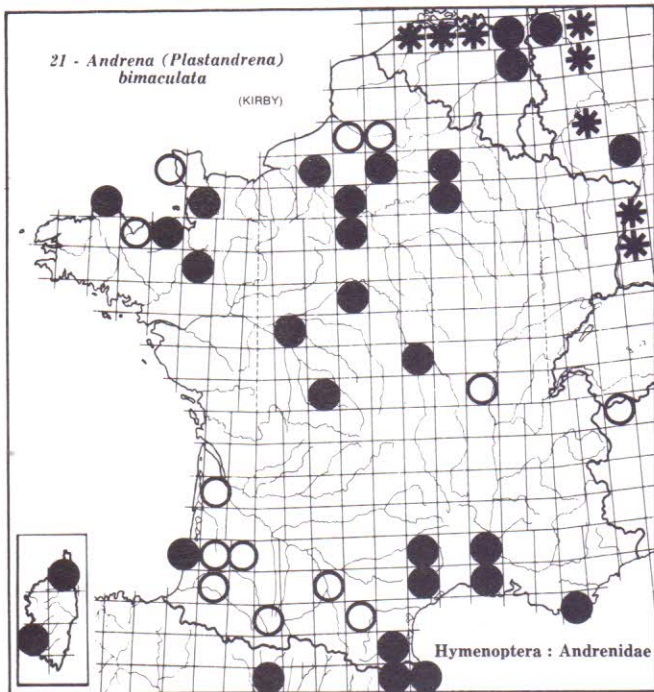 21 - Andrena (Plastandrena)
bimaculata
(KIRBY)
Hymenoptera : Andrenidae